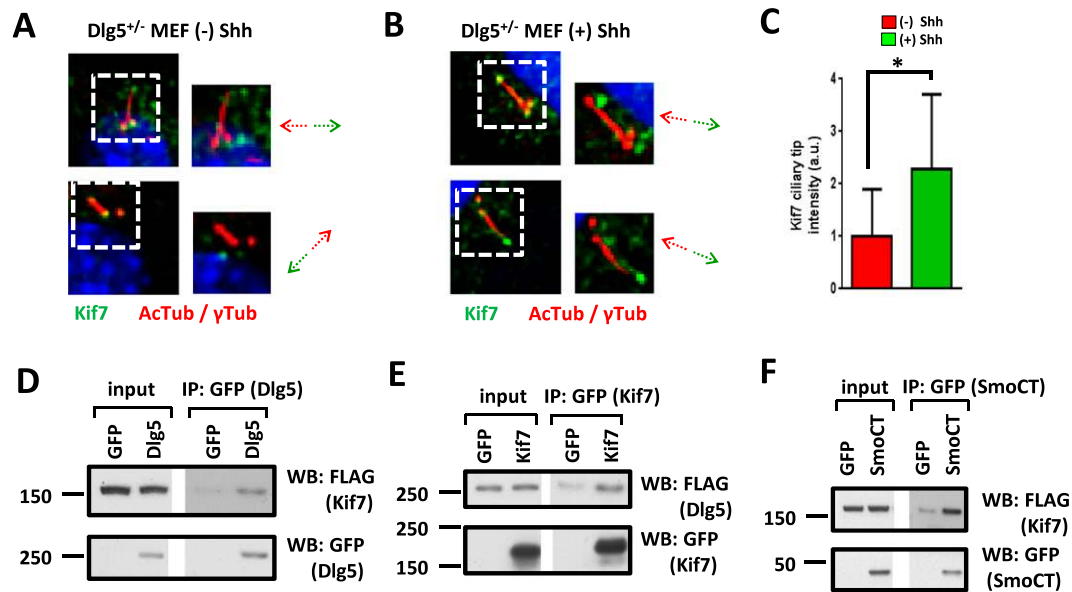 A
Dlg5+/- MEF (-) Shh
Kif7 AcTub / γTub
B
Dlg5+/- MEF (+) Shh
Kif7 AcTub / γTub
C
(-) Shh
(+) Shh
*
Kif7 ciliary tip
intensity (a.u.)
4
3
2
1
0
D
input IP: GFP (Dlg5)
GFP Dlg5 GFP Dlg5
150 WB: FLAG
(Kif7)
250 WB: GFP
(Dlg5)
E
input IP: GFP (Kif7)
GFP Kif7 GFP Kif7
250 WB: FLAG
(Dlg5)
250
WB: GFP
150 (Kif7)
F
input IP: GFP (SmoCT)
GFP SmoCT GFP SmoCT
150 WB: FLAG
(Kif7)
50 WB: GFP
(SmoCT)